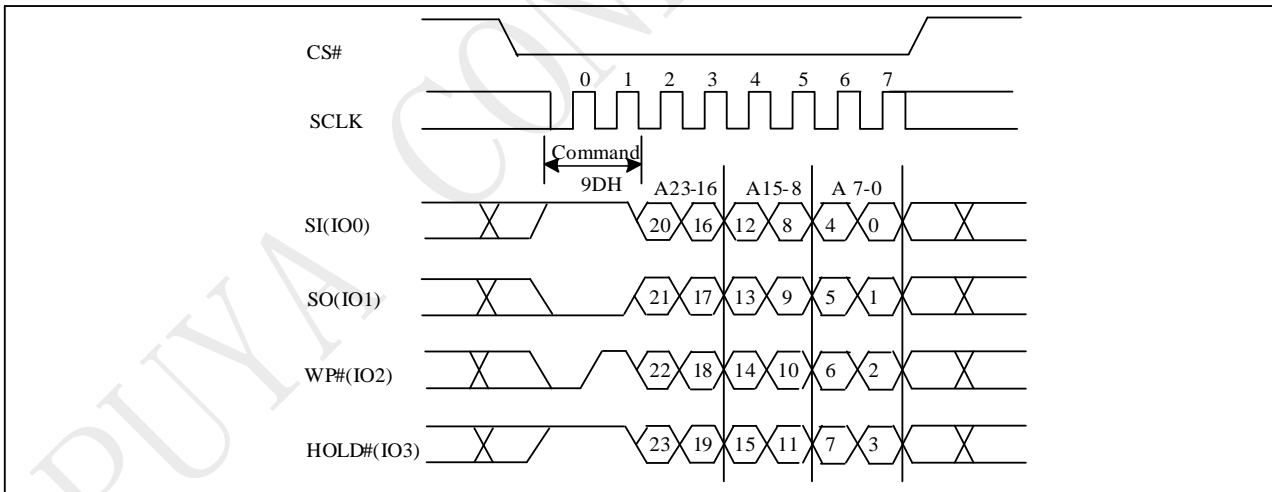 CS#
0 1 2 3 4 5 6 7
SCLK
Command
9DH
A23-16 A15-8 A 7-0
SI(IO0) 20 16 12 8 4 0
SO(IO1) 21 17 13 9 5 1
WP#(IO2) 22 18 14 10 6 2
HOLD#(IO3) 23 19 15 11 7 3
PUYA